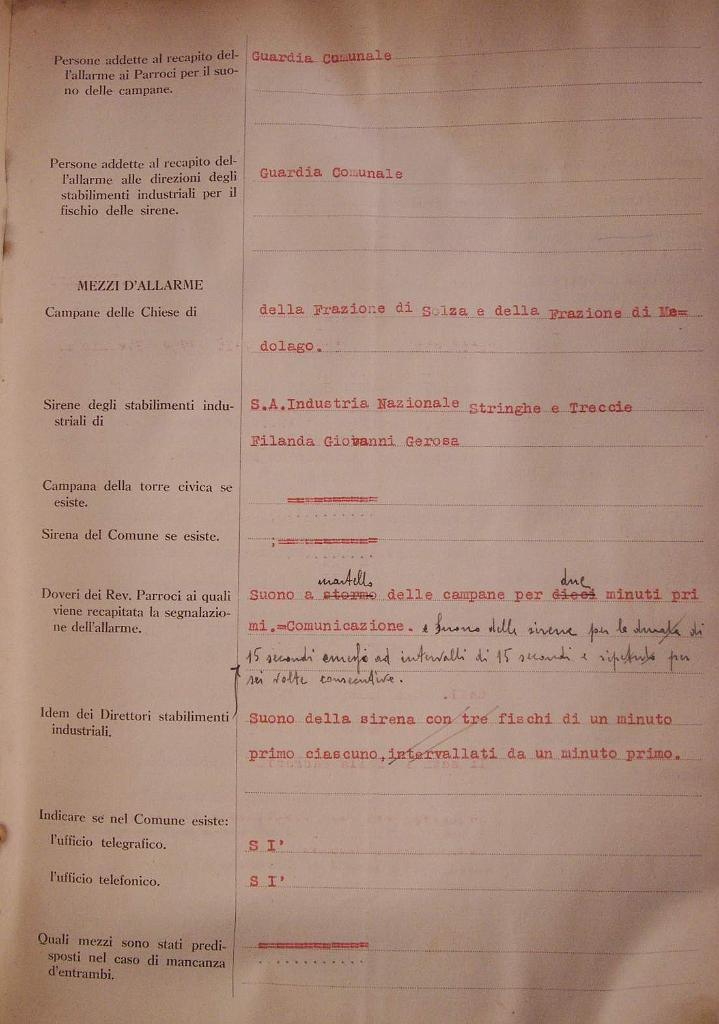 Persone addette al recapito del-
l'allarme ai Parroci per il suo-
no delle campane.
Guardia Comunale
Persone addette al recapito del-
l'allarme alle direzioni degli
stabilimenti industriali per il
fischio delle sirene.
Guardia Comunale
MEZZI D'ALLARME
Campane delle Chiese di
della Frazione di Solza e della Frazione di Me=
dolago.
Sirene degli stabilimenti indu-
striali di
S.A.Industria Nazionale Stringhe e Treccie
Filanda Giovanni Gerosa
Campana della torre civica se
esiste.
==========
Sirena del Comune se esiste.
;==========
Doveri dei Rev. Parroci ai quali
viene recapitata la segnalazio-
ne dell'allarme.
martello due
Suono a stormo delle campane per dieci minuti pri
mi.=Comunicazione. e suono delle sirene per la durata di
15 secondi ad intervalli di 15 secondi e ripetuto per
sei volte consecutive.
Idem dei Direttori stabilimenti
industriali.
Suono della sirena con tre fischi di un minuto
primo ciascuno,intervallati da un minuto primo.
Indicare se nel Comune esiste:
l'ufficio telegrafico.
S I'
l'ufficio telefonico.
S I'
Quali mezzi sono stati predi-
sposti nel caso di mancanza
d'entrambi.
============